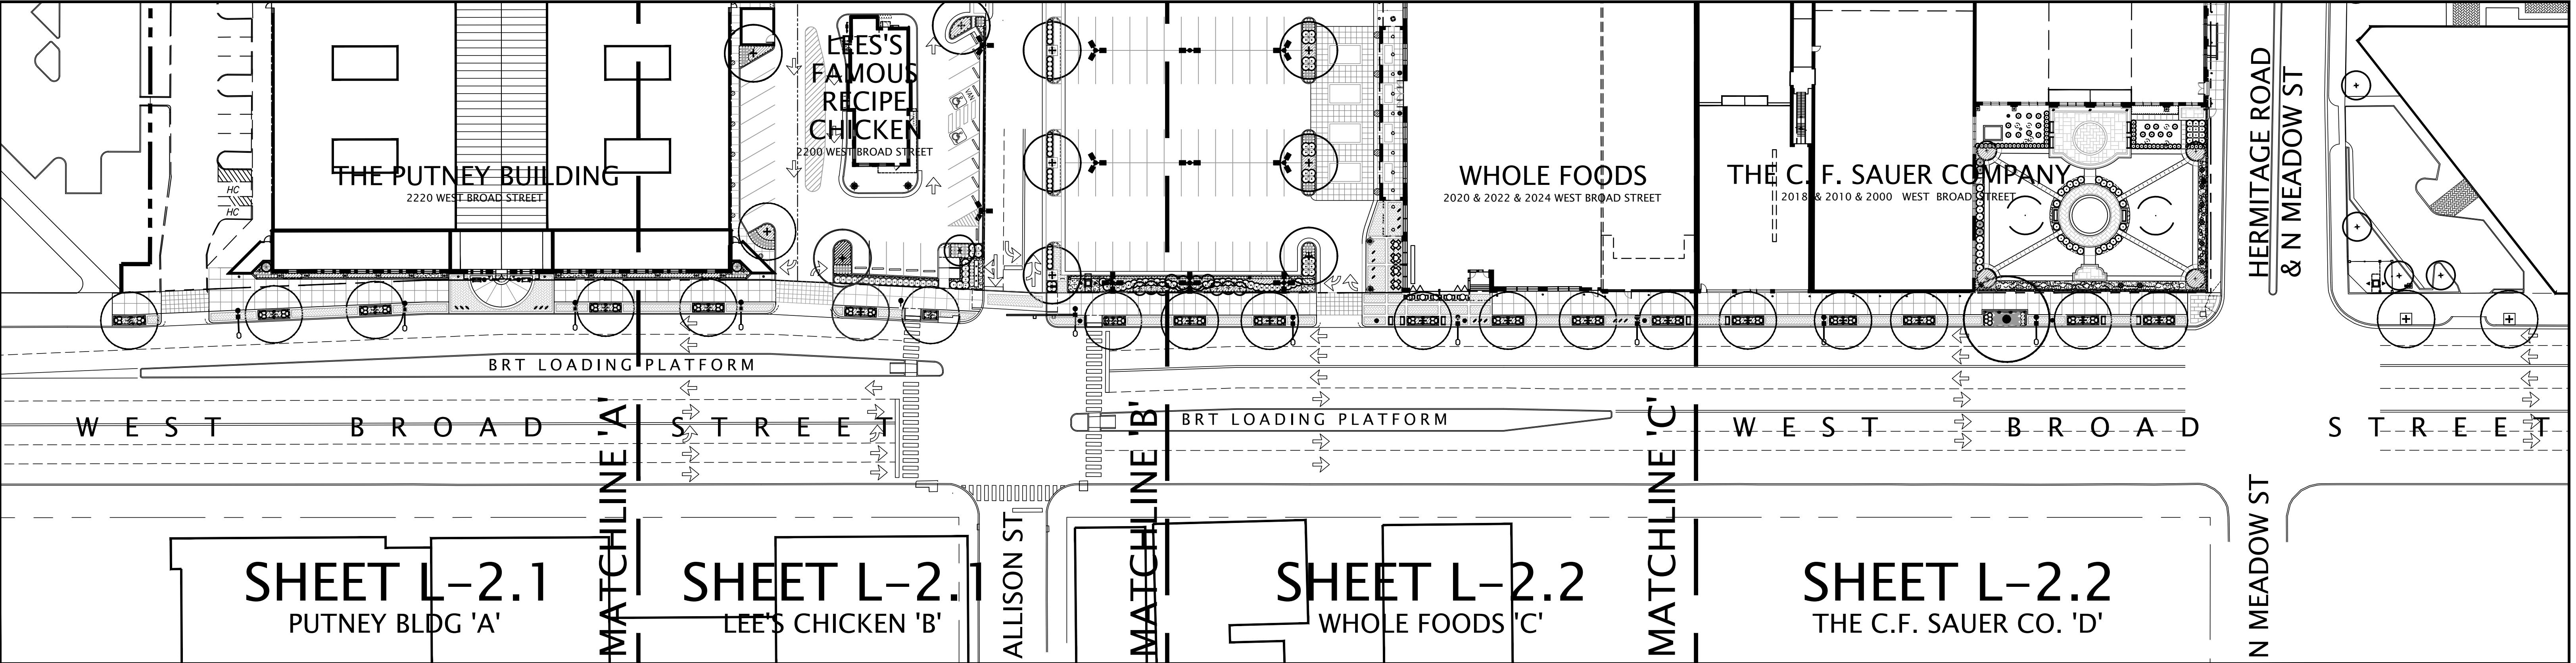 LEES'S
FAMOUS
RECIPE
CHICKEN
2200 WEST BROAD STREET
VAN
HC
HC
THE PUTNEY BUILDING
2220 WEST BROAD STREET
WHOLE FOODS
2020 & 2022 & 2024 WEST BROAD STREET
THE C. F. SAUER COMPANY
2018 & 2010 & 2000 WEST BROAD STREET
HERMITAGE ROAD
& N MEADOW ST
BRT LOADING PLATFORM
BRT LOADING PLATFORM
WEST BROAD STREET
WEST BROAD STREET
MATCHLINE 'A'
MATCHLINE 'B'
MATCHLINE 'C'
ALLISON ST
N MEADOW ST
SHEET L-2.1
PUTNEY BLDG 'A'
SHEET L-2.1
LEE'S CHICKEN 'B'
SHEET L-2.2
WHOLE FOODS 'C'
SHEET L-2.2
THE C.F. SAUER CO. 'D'